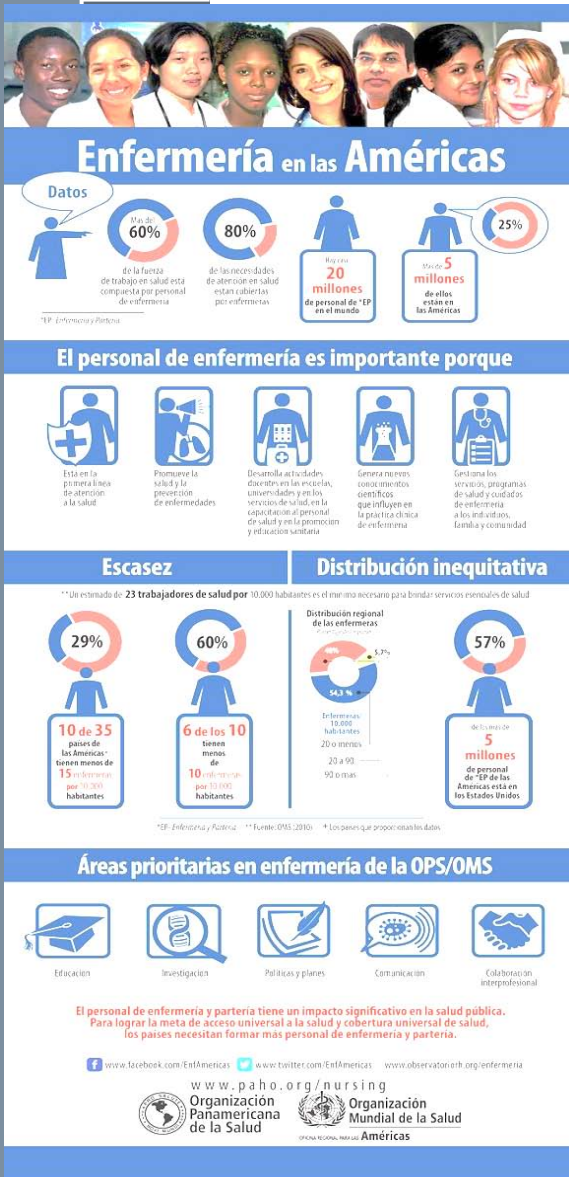 Enfermería en las Américas
Datos
Más del
60%
de la fuerza
de trabajo en salud está
compuesta por personal
de enfermería
80%
de las necesidades
de atención en salud
están cubiertas
por enfermeras
Hay casi
20
millones
de personal de *EP
en el mundo
Más de 5
millones
de ellos
están en
las Américas
25%
*EP- Enfermería y Partería
El personal de enfermería es importante porque
Está en la
primera línea
de atención
a la salud
Promueve la
salud y la
prevención
de enfermedades
Desarrolla actividades
docentes en las escuelas,
universidades y en los
servicios de salud, en la
capacitación al personal
de salud y en la promoción
y educación sanitaria
Genera nuevos
conocimientos
científicos
que influyen en
la práctica clínica
de enfermería
Gestiona los
servicios, programas
de salud y cuidados
de enfermería
a los individuos,
familia y comunidad
Escasez
Distribución inequitativa
**Un estimado de 23 trabajadores de salud por 10.000 habitantes es el mínimo necesario para brindar servicios esenciales de salud
29%
10 de 35
países de
las Américas+
tienen menos de
15 enfermeras
por 10.000
habitantes
60%
6 de los 10
tienen
menos
de
10 enfermeras
por 10.000
habitantes
Distribución regional
de las enfermeras
40%
5,7%
54,3 %
Enfermeras/
10,000
habitantes
20 o menos
20 a 90
90 o más
57%
de los más de
5
millones
de personal
de *EP de las
Américas está en
los Estados Unidos
*EP- Enfermería y Partería ** Fuente: OMS (2010) + Los países que proporcionan los datos
Áreas prioritarias en enfermería de la OPS/OMS
Educación
Investigación
Políticas y planes
Comunicación
Colaboración
interprofesional
El personal de enfermería y partería tiene un impacto significativo en la salud pública.
Para lograr la meta de acceso universal a la salud y cobertura universal de salud,
los países necesitan formar más personal de enfermería y partería.
www.facebook.com/EnfAmericas www.twitter.com/EnfAmericas www.observatoriorh.org/enfermeria
www.paho.org/nursing
Organización
Panamericana
de la Salud
Organización
Mundial de la Salud
OFICINA REGIONAL PARA LAS Américas